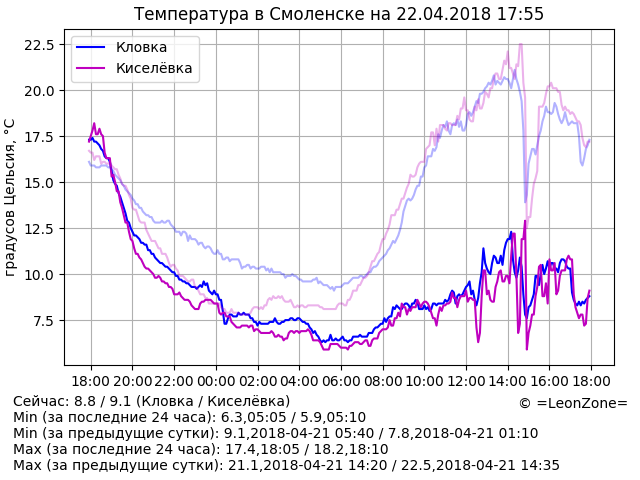 Температура в Смоленске на 22.04.2018 17:55
Кловка
Киселёвка
градусов Цельсия, °C
22.5
20.0
17.5
15.0
12.5
10.0
7.5
18:00 20:00 22:00 00:00 02:00 04:00 06:00 08:00 10:00 12:00 14:00 16:00 18:00
Сейчас: 8.8 / 9.1 (Кловка / Киселёвка)
© =LeonZone=
Min (за последние 24 часа): 6.3,05:05 / 5.9,05:10
Min (за предыдущие сутки): 9.1,2018-04-21 05:40 / 7.8,2018-04-21 01:10
Max (за последние 24 часа): 17.4,18:05 / 18.2,18:10
Max (за предыдущие сутки): 21.1,2018-04-21 14:20 / 22.5,2018-04-21 14:35